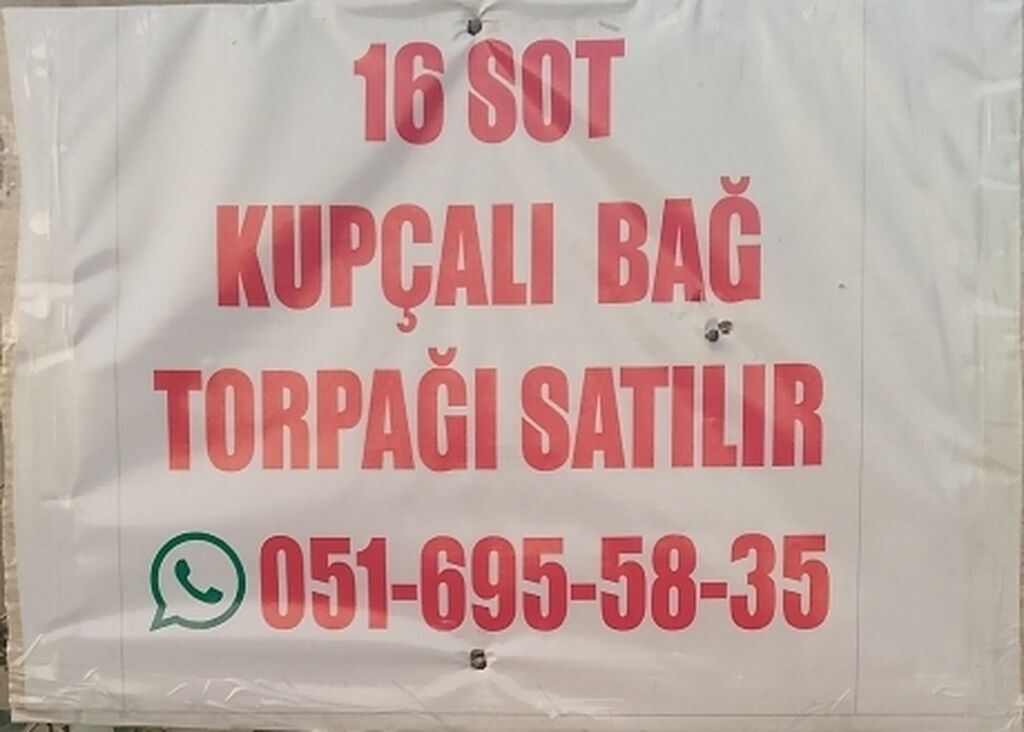 16 SOT
KUPÇALI BAĞ
TORPAĞI SATILIR
051-695-58-35